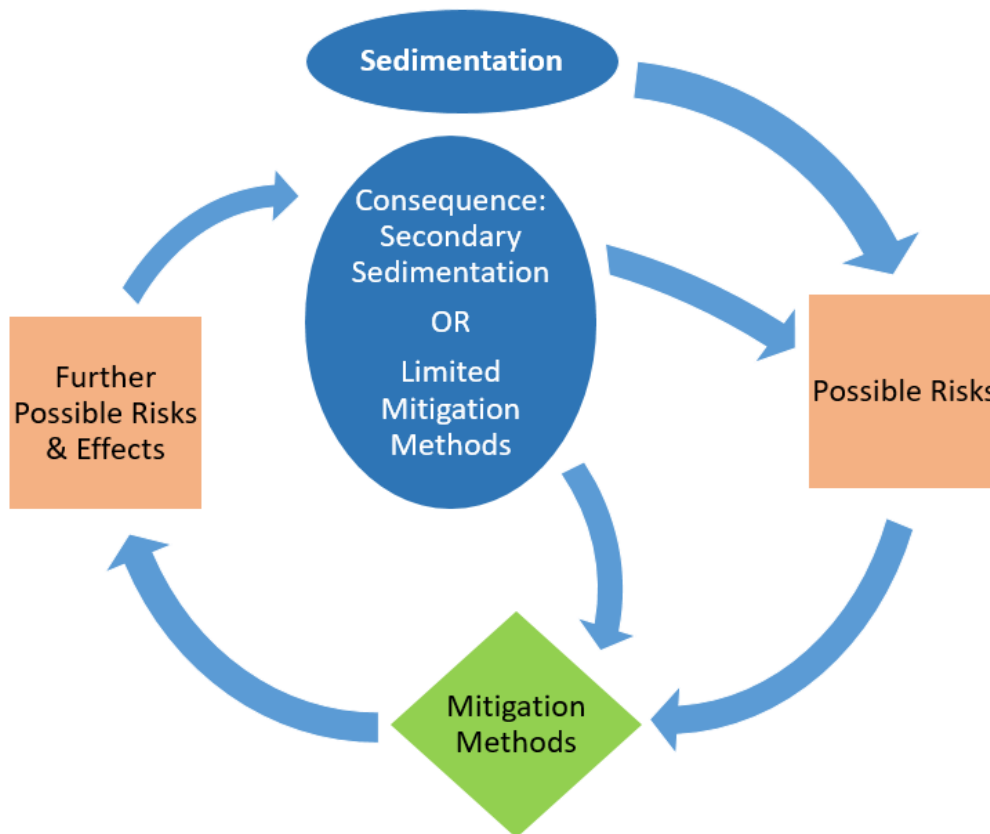 Sedimentation
Consequence:
Secondary
Sedimentation
OR
Limited
Mitigation
Methods
Possible Risks
Mitigation
Methods
Further
Possible Risks
& Effects